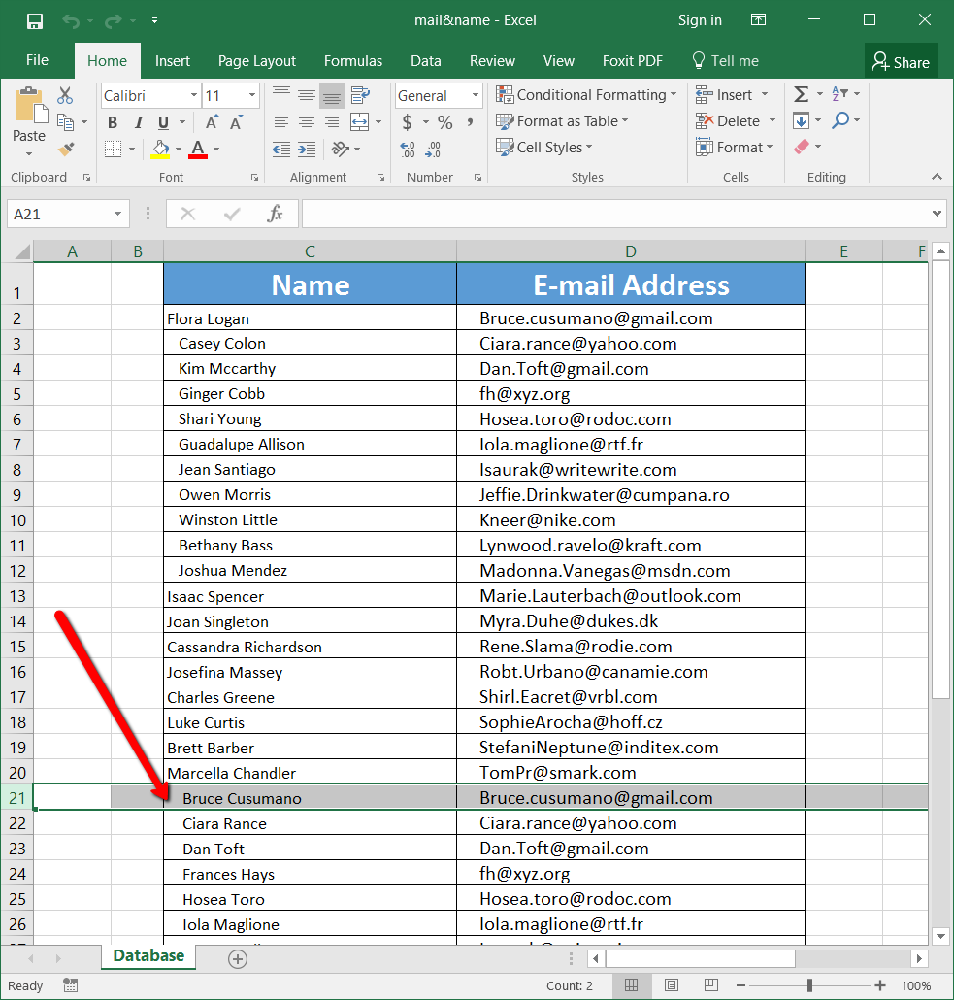 mail&name - Excel Sign in
File Home Insert Page Layout Formulas Data Review View Foxit PDF Tell me Share
Calibri 11 General Conditional Formatting Insert Σ A Z
Paste B I U A A $ % , Format as Table Delete
A ←.0 .00 .00 →.0 Cell Styles Format
Clipboard Font Alignment Number Styles Cells Editing
A21 fx
A B C D E F
1 Name E-mail Address
2 Flora Logan Bruce.cusumano@gmail.com
3 Casey Colon Ciara.rance@yahoo.com
4 Kim Mccarthy Dan.Toft@gmail.com
5 Ginger Cobb fh@xyz.org
6 Shari Young Hosea.toro@rodoc.com
7 Guadalupe Allison Iola.maglione@rtf.fr
8 Jean Santiago Isaurak@writewrite.com
9 Owen Morris Jeffie.Drinkwater@cumpana.ro
10 Winston Little Kneer@nike.com
11 Bethany Bass Lynwood.ravelo@kraft.com
12 Joshua Mendez Madonna.Vanegas@msdn.com
13 Isaac Spencer Marie.Lauterbach@outlook.com
14 Joan Singleton Myra.Duhe@dukes.dk
15 Cassandra Richardson Rene.Slama@rodie.com
16 Josefina Massey Robt.Urbano@canamie.com
17 Charles Greene Shirl.Eacret@vrbl.com
18 Luke Curtis SophieArocha@hoff.cz
19 Brett Barber StefaniNeptune@inditex.com
20 Marcella Chandler TomPr@smark.com
21 Bruce Cusumano Bruce.cusumano@gmail.com
22 Ciara Rance Ciara.rance@yahoo.com
23 Dan Toft Dan.Toft@gmail.com
24 Frances Hays fh@xyz.org
25 Hosea Toro Hosea.toro@rodoc.com
26 Iola Maglione Iola.maglione@rtf.fr
Database
Ready Count: 2 100%